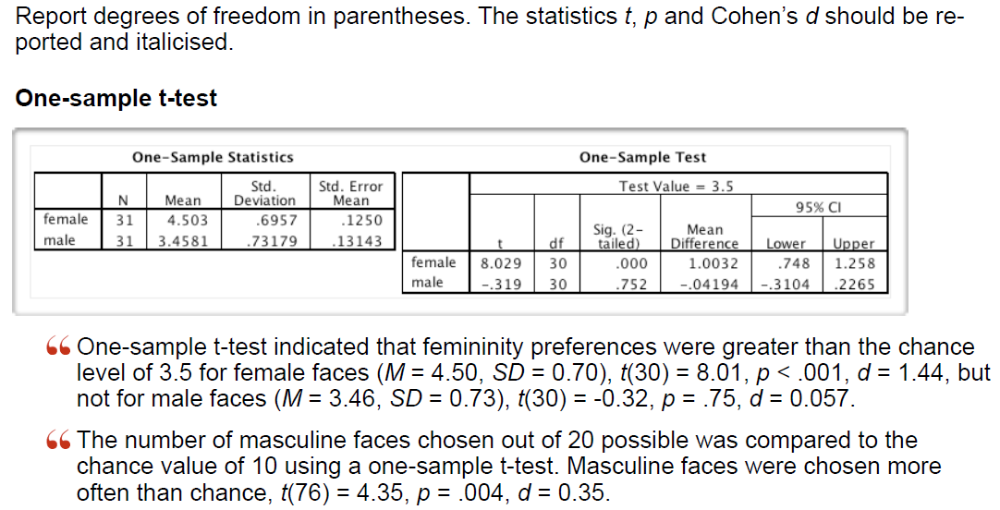 Report degrees of freedom in parentheses. The statistics t, p and Cohen’s d should be re-
ported and italicised.
One-sample t-test
One-Sample Statistics
N Mean Std. Deviation Std. Error Mean
female 31 4.503 .6957 .1250
male 31 3.4581 .73179 .13143
One-Sample Test
Test Value = 3.5
95% CI
t df Sig. (2-tailed) Mean Difference Lower Upper
female 8.029 30 .000 1.0032 .748 1.258
male -.319 30 .752 -.04194 -.3104 .2265
“ One-sample t-test indicated that femininity preferences were greater than the chance
level of 3.5 for female faces (M = 4.50, SD = 0.70), t(30) = 8.01, p < .001, d = 1.44, but
not for male faces (M = 3.46, SD = 0.73), t(30) = -0.32, p = .75, d = 0.057.
“ The number of masculine faces chosen out of 20 possible was compared to the
chance value of 10 using a one-sample t-test. Masculine faces were chosen more
often than chance, t(76) = 4.35, p = .004, d = 0.35.